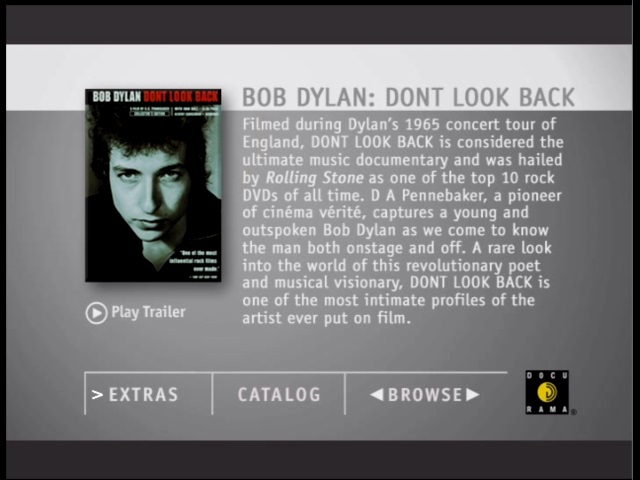 BOB DYLAN DONT LOOK BACK
"One of the most
influential rock films
ever made"
BOB DYLAN: DONT LOOK BACK
Filmed during Dylan's 1965 concert tour of
England, DONT LOOK BACK is considered the
ultimate music documentary and was hailed
by Rolling Stone as one of the top 10 rock
DVDs of all time. D A Pennebaker, a pioneer
of cinéma vérité, captures a young and
outspoken Bob Dylan as we come to know
the man both onstage and off. A rare look
into the world of this revolutionary poet
and musical visionary, DONT LOOK BACK is
one of the most intimate profiles of the
artist ever put on film.
Play Trailer
> EXTRAS
CATALOG
◀BROWSE▶
DOCU
RAMA®